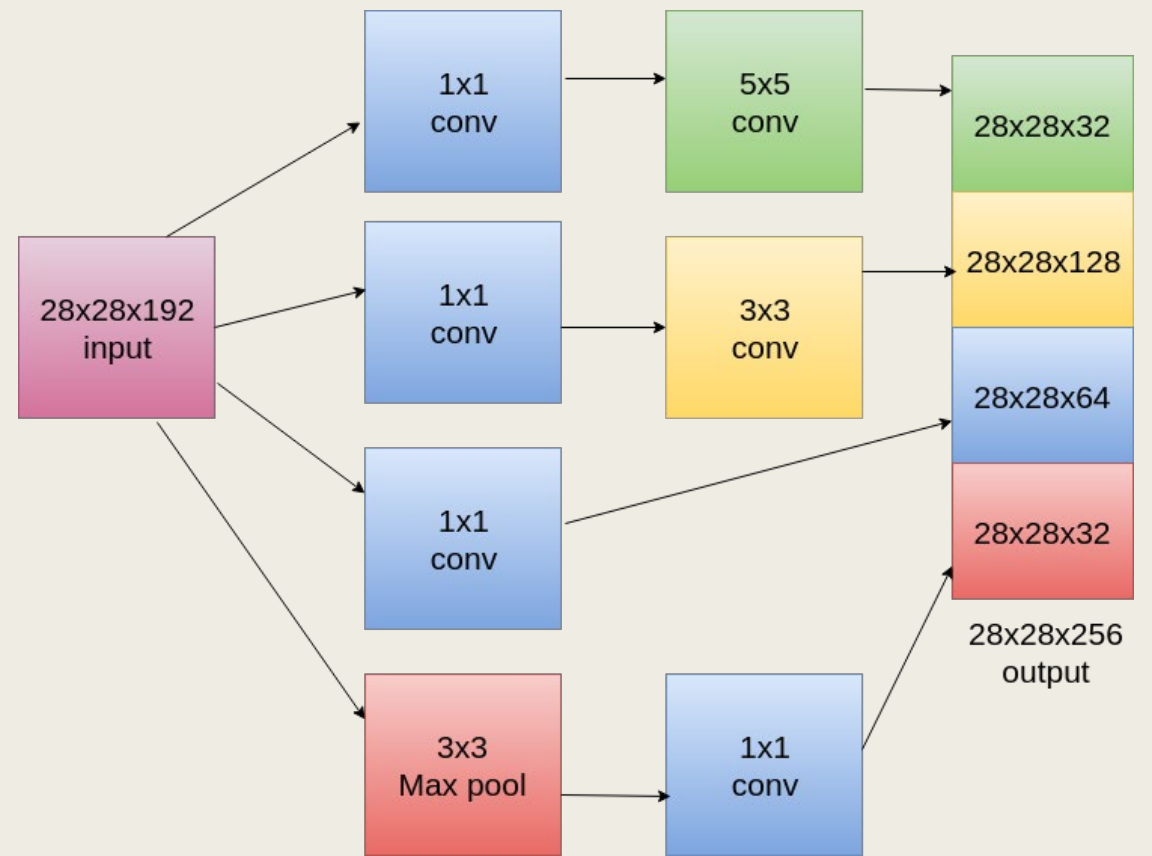 1x1
conv
5x5
conv
28x28x32
28x28x192
input
1x1
conv
3x3
conv
28x28x128
28x28x64
1x1
conv
28x28x32
28x28x256
output
3x3
Max pool
1x1
conv